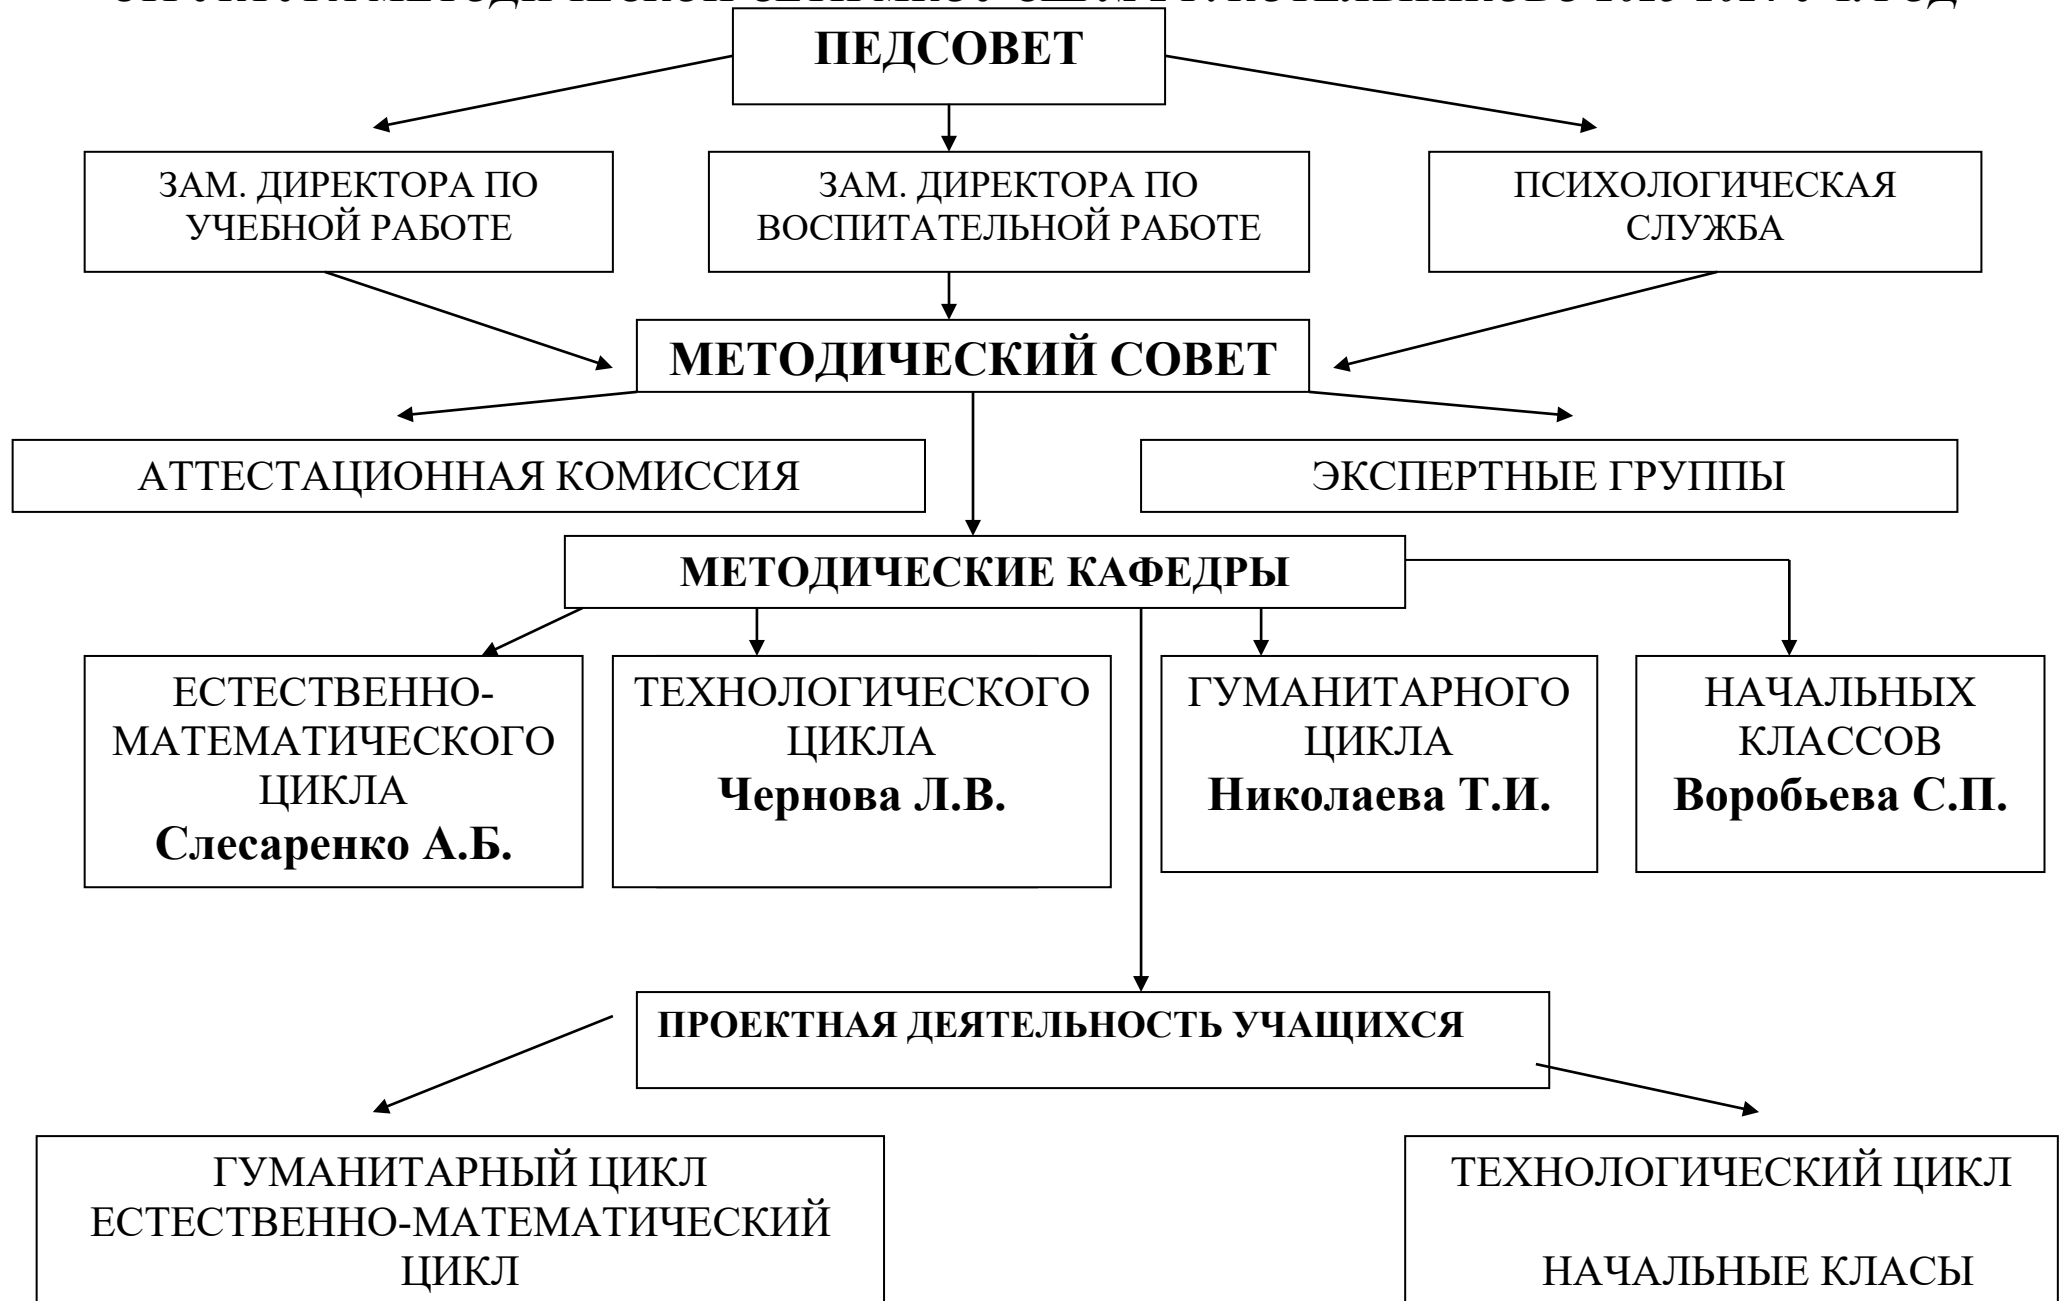 ПЕДСОВЕТ
ЗАМ. ДИРЕКТОРА ПО
УЧЕБНОЙ РАБОТЕ
ЗАМ. ДИРЕКТОРА ПО
ВОСПИТАТЕЛЬНОЙ РАБОТЕ
ПСИХОЛОГИЧЕСКАЯ
СЛУЖБА
МЕТОДИЧЕСКИЙ СОВЕТ
АТТЕСТАЦИОННАЯ КОМИССИЯ
ЭКСПЕРТНЫЕ ГРУППЫ
МЕТОДИЧЕСКИЕ КАФЕДРЫ
ЕСТЕСТВЕННО-
МАТЕМАТИЧЕСКОГО
ЦИКЛА
Слесаренко А.Б.
ТЕХНОЛОГИЧЕСКОГО
ЦИКЛА
Чернова Л.В.
ГУМАНИТАРНОГО
ЦИКЛА
Николаева Т.И.
НАЧАЛЬНЫХ
КЛАССОВ
Воробьева С.П.
ПРОЕКТНАЯ ДЕЯТЕЛЬНОСТЬ УЧАЩИХСЯ
ГУМАНИТАРНЫЙ ЦИКЛ
ЕСТЕСТВЕННО-МАТЕМАТИЧЕСКИЙ
ЦИКЛ
ТЕХНОЛОГИЧЕСКИЙ ЦИКЛ
НАЧАЛЬНЫЕ КЛАСЫ